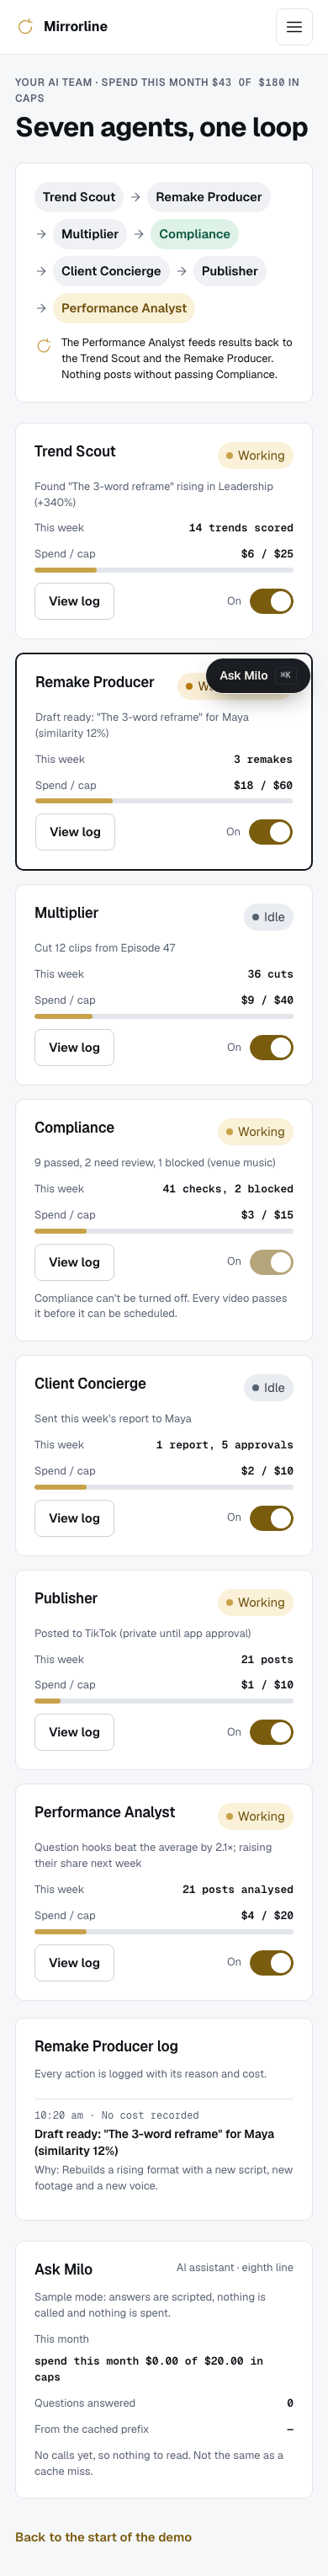 Mirrorline
YOUR AI TEAM · SPEND THIS MONTH $43 OF $180 IN
CAPS
Seven agents, one loop
Trend Scout → Remake Producer
→ Multiplier → Compliance
→ Client Concierge → Publisher
→ Performance Analyst
The Performance Analyst feeds results back to
the Trend Scout and the Remake Producer.
Nothing posts without passing Compliance.
Trend Scout Working
Found "The 3-word reframe" rising in Leadership
(+340%)
This week 14 trends scored
Spend / cap $6 / $25
View log On
Remake Producer
Ask Milo ⌘K
Draft ready: "The 3-word reframe" for Maya
(similarity 12%)
This week 3 remakes
Spend / cap $18 / $60
View log On
Multiplier Idle
Cut 12 clips from Episode 47
This week 36 cuts
Spend / cap $9 / $40
View log On
Compliance Working
9 passed, 2 need review, 1 blocked (venue music)
This week 41 checks, 2 blocked
Spend / cap $3 / $15
View log On
Compliance can't be turned off. Every video passes
it before it can be scheduled.
Client Concierge Idle
Sent this week's report to Maya
This week 1 report, 5 approvals
Spend / cap $2 / $10
View log On
Publisher Working
Posted to TikTok (private until app approval)
This week 21 posts
Spend / cap $1 / $10
View log On
Performance Analyst Working
Question hooks beat the average by 2.1×; raising
their share next week
This week 21 posts analysed
Spend / cap $4 / $20
View log On
Remake Producer log
Every action is logged with its reason and cost.
10:20 am · No cost recorded
Draft ready: "The 3-word reframe" for Maya
(similarity 12%)
Why: Rebuilds a rising format with a new script, new
footage and a new voice.
Ask Milo AI assistant · eighth line
Sample mode: answers are scripted, nothing is
called and nothing is spent.
This month
spend this month $0.00 of $20.00 in
caps
Questions answered 0
From the cached prefix —
No calls yet, so nothing to read. Not the same as a
cache miss.
Back to the start of the demo